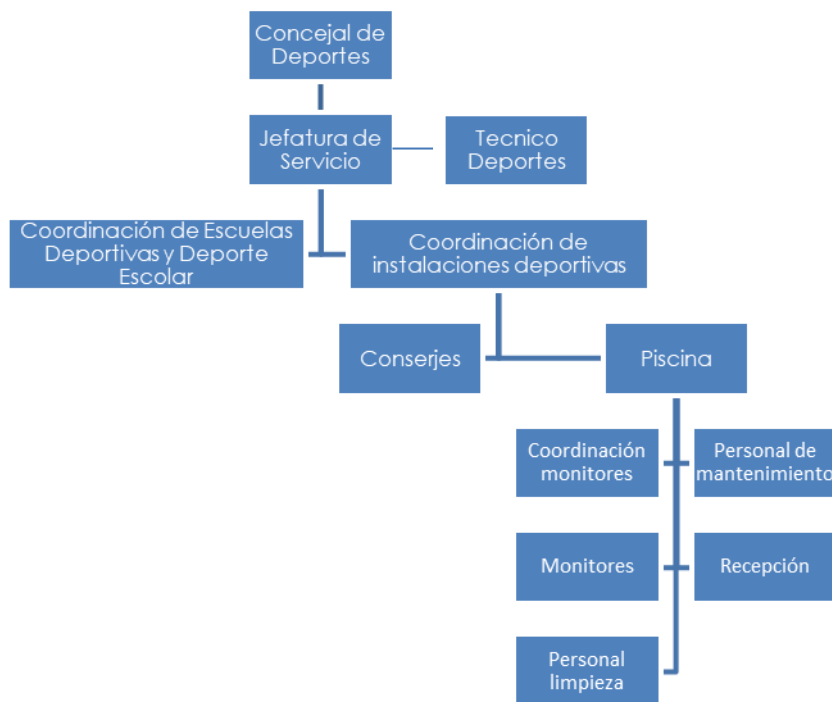 Concejal de
Deportes
Jefatura de
Servicio
Tecnico
Deportes
Coordinación de Escuelas
Deportivas y Deporte
Escolar
Coordinación de
instalaciones deportivas
Conserjes
Piscina
Coordinación
monitores
Personal de
mantenimiento
Monitores
Recepción
Personal
limpieza